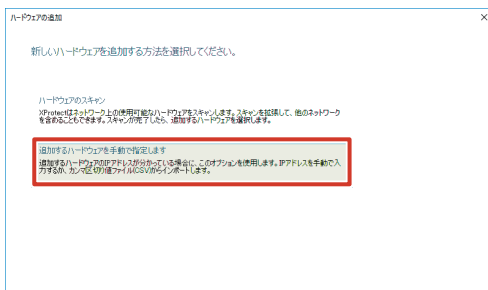 ハードウェアの追加
新しいハードウェアを追加する方法を選択してください。
ハードウェアのスキャン
XProtectはネットワーク上の使用可能なハードウェアをスキャンします。スキャンを拡張して、他のネットワーク
を含めることもできます。スキャンが完了したら、追加するハードウェアを選択します。
追加するハードウェアを手動で指定します
追加するハードウェアのIPアドレスが分かっている場合に、このオプションを使用します。IPアドレスを手動で入
力するか、カンマ区切り値ファイル(CSV)からインポートします。